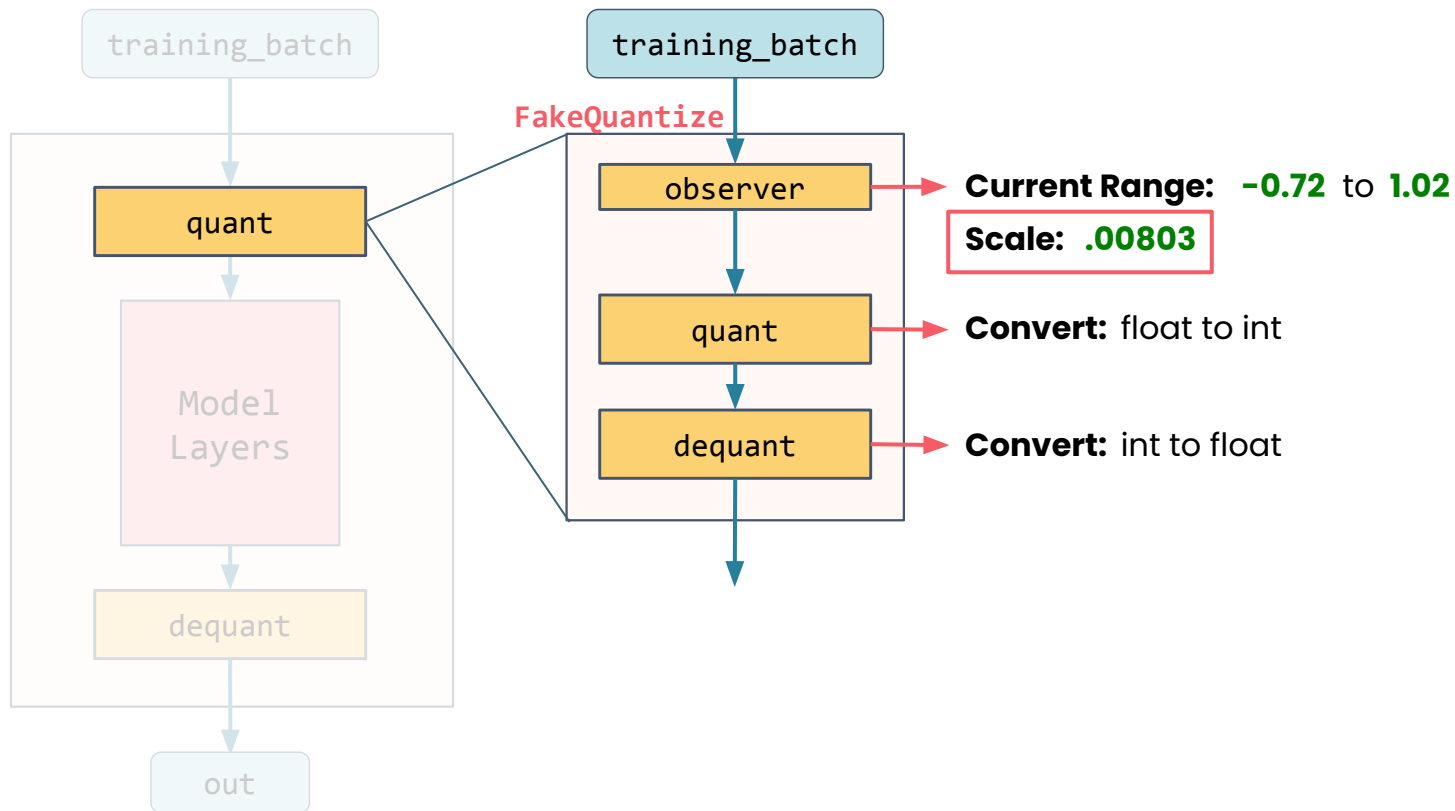 training_batch
quant
Model
Layers
dequant
out
training_batch
FakeQuantize
observer
quant
dequant
Current Range: -0.72 to 1.02
Scale: .00803
Convert: float to int
Convert: int to float